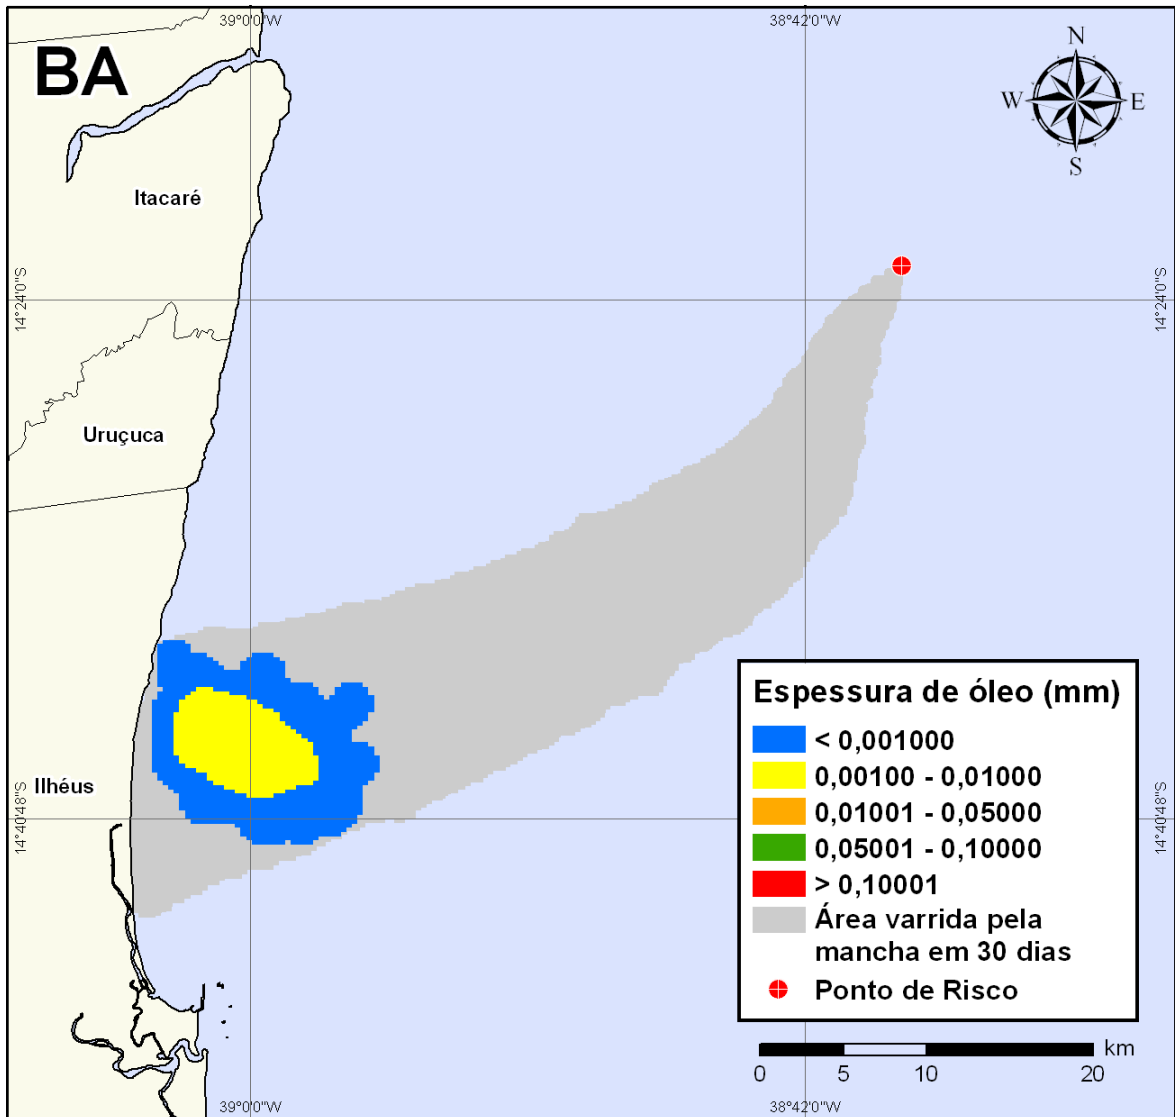 39°0'0"W
38°42'0"W
BA
N
W
E
S
Itacaré
14°24'0"S
14°24'0"S
Uruçuca
Espessura de óleo (mm)
< 0,001000
0,00100 - 0,01000
0,01001 - 0,05000
0,05001 - 0,10000
> 0,10001
Área varrida pela
mancha em 30 dias
Ponto de Risco
Ilhéus
14°40'48"S
14°40'48"S
km
0
5
10
20
39°0'0"W
38°42'0"W